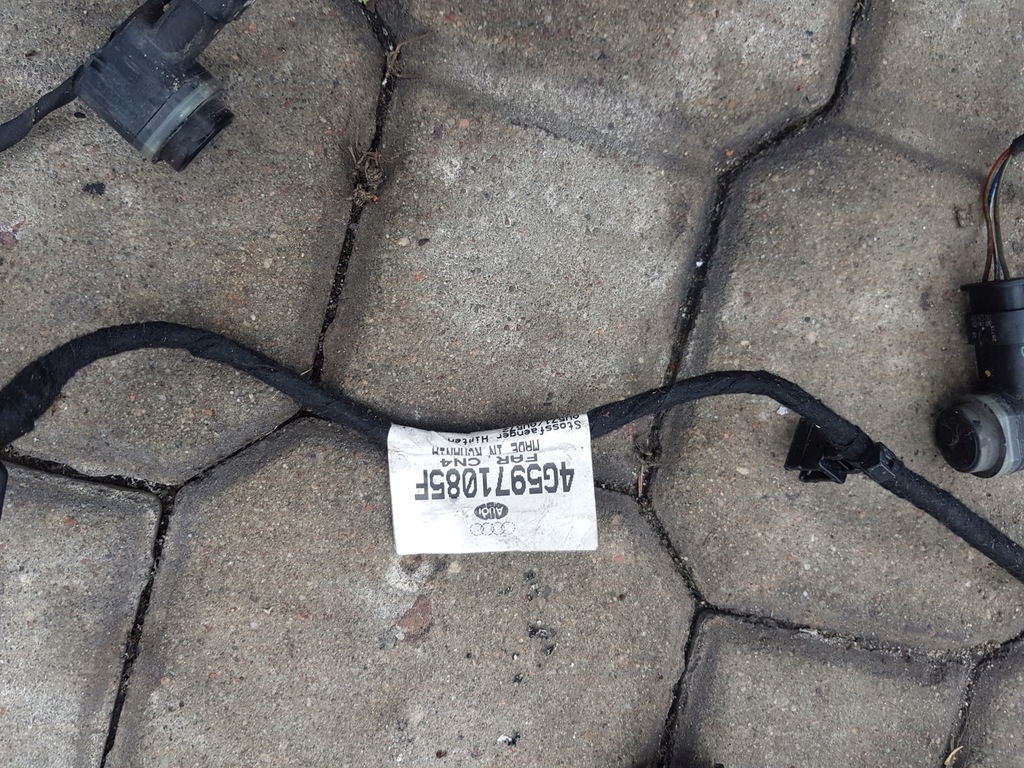 Audi
4G5971085F
FAR CN4
MADE IN ROMANIA
Stossfaenger Hinten